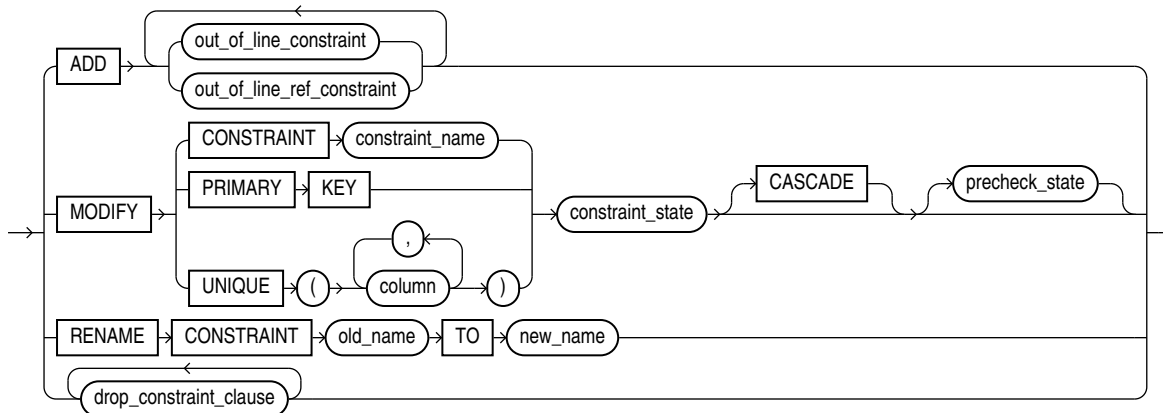 out_of_line_constraint
ADD
out_of_line_ref_constraint
CONSTRAINT constraint_name
PRIMARY KEY
CASCADE precheck_state
MODIFY constraint_state
,
UNIQUE ( column )
RENAME CONSTRAINT old_name TO new_name
drop_constraint_clause